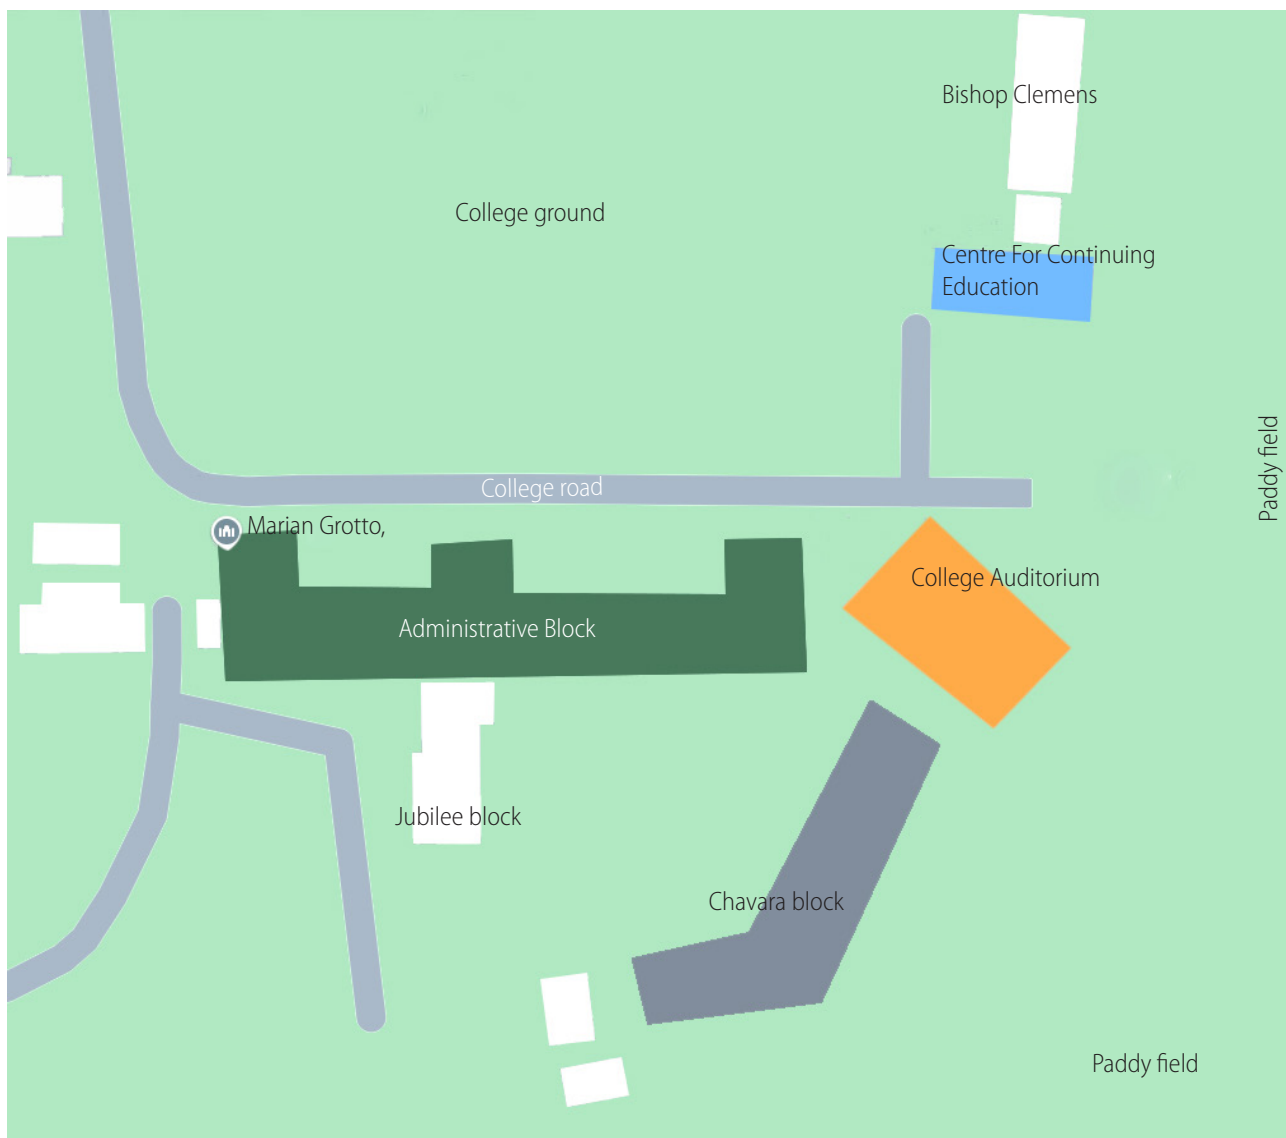 Bishop Clemens
College ground
Centre For Continuing
Education
Paddy field
College road
Marian Grotto,
College Auditorium
Administrative Block
Jubilee block
Chavara block
Paddy field